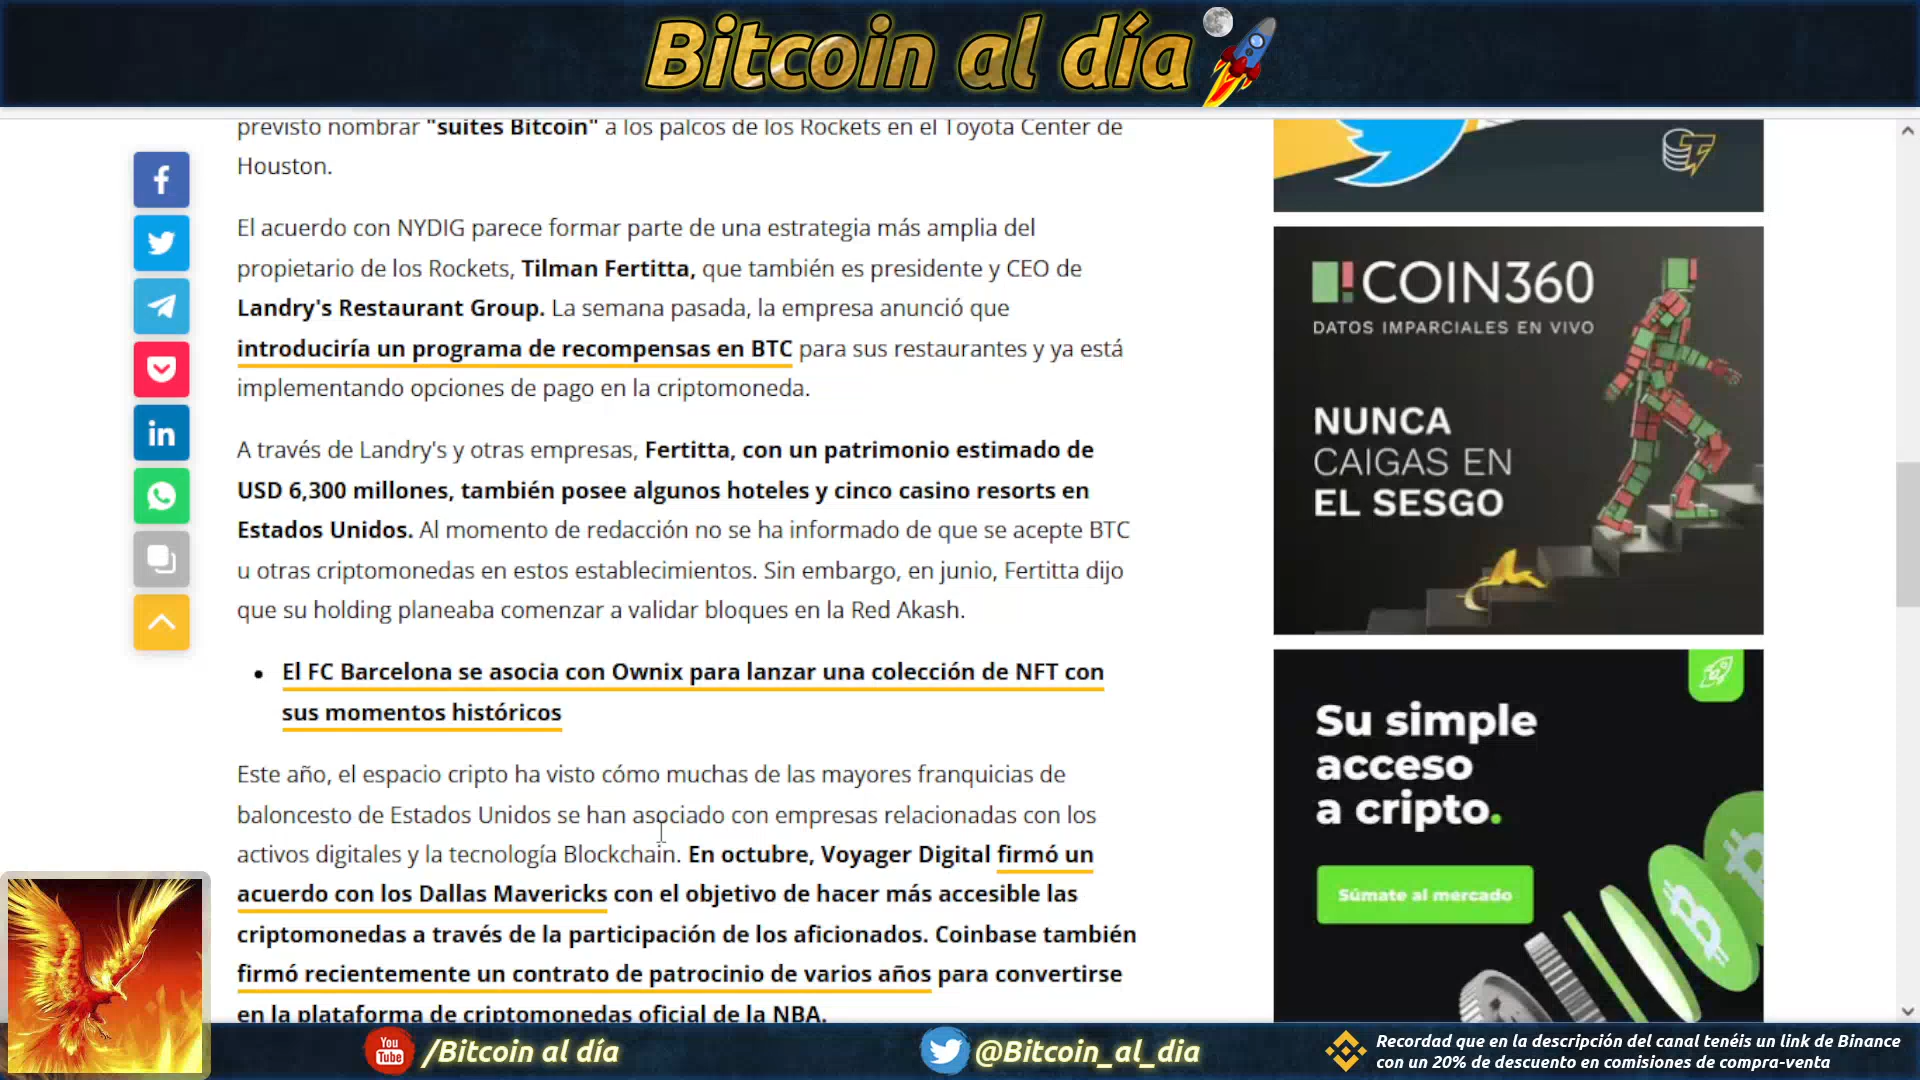 Bitcoin al día
previsto nombrar "suites Bitcoin" a los palcos de los Rockets en el Toyota Center de
Houston.
El acuerdo con NYDIG parece formar parte de una estrategia más amplia del
propietario de los Rockets, Tilman Fertitta, que también es presidente y CEO de
Landry's Restaurant Group. La semana pasada, la empresa anunció que
introduciría un programa de recompensas en BTC para sus restaurantes y ya está
implementando opciones de pago en la criptomoneda.
A través de Landry's y otras empresas, Fertitta, con un patrimonio estimado de
USD 6,300 millones, también posee algunos hoteles y cinco casino resorts en
Estados Unidos. Al momento de redacción no se ha informado de que se acepte BTC
u otras criptomonedas en estos establecimientos. Sin embargo, en junio, Fertitta dijo
que su holding planeaba comenzar a validar bloques en la Red Akash.
• El FC Barcelona se asocia con Ownix para lanzar una colección de NFT con
sus momentos históricos
Este año, el espacio cripto ha visto cómo muchas de las mayores franquicias de
baloncesto de Estados Unidos se han asociado con empresas relacionadas con los
activos digitales y la tecnología Blockchain. En octubre, Voyager Digital firmó un
acuerdo con los Dallas Mavericks con el objetivo de hacer más accesible las
criptomonedas a través de la participación de los aficionados. Coinbase también
firmó recientemente un contrato de patrocinio de varios años para convertirse
en la plataforma de criptomonedas oficial de la NBA.
COIN360
DATOS IMPARCIALES EN VIVO
NUNCA
CAIGAS EN
EL SESGO
Su simple
acceso
a cripto.
Súmate al mercado
You
Tube
/Bitcoin al día
@Bitcoin_al_dia
Recordad que en la descripción del canal tenéis un link de Binance
con un 20% de descuento en comisiones de compra-venta